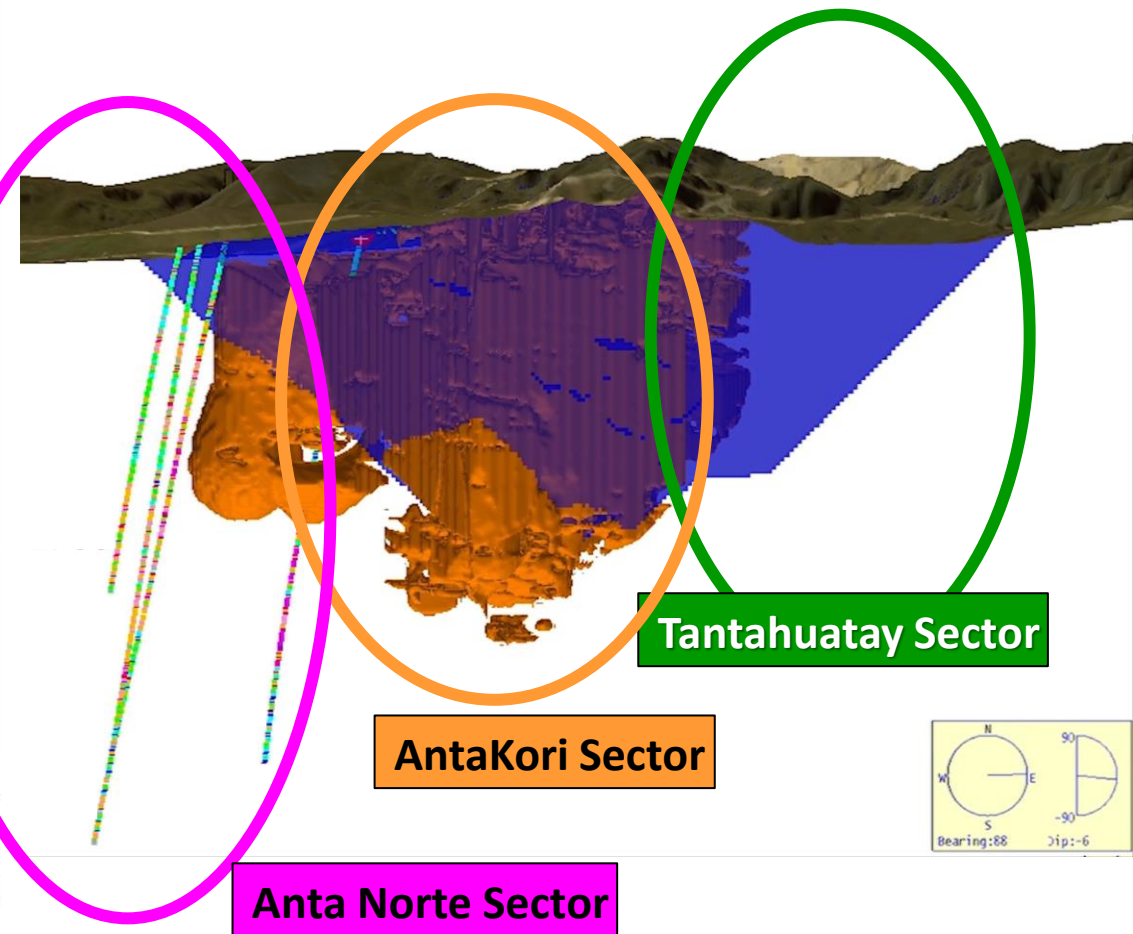 Tantahuatay Sector
AntaKori Sector
Anta Norte Sector
N
W E
S
90
-90
Bearing:88 Dip:-6